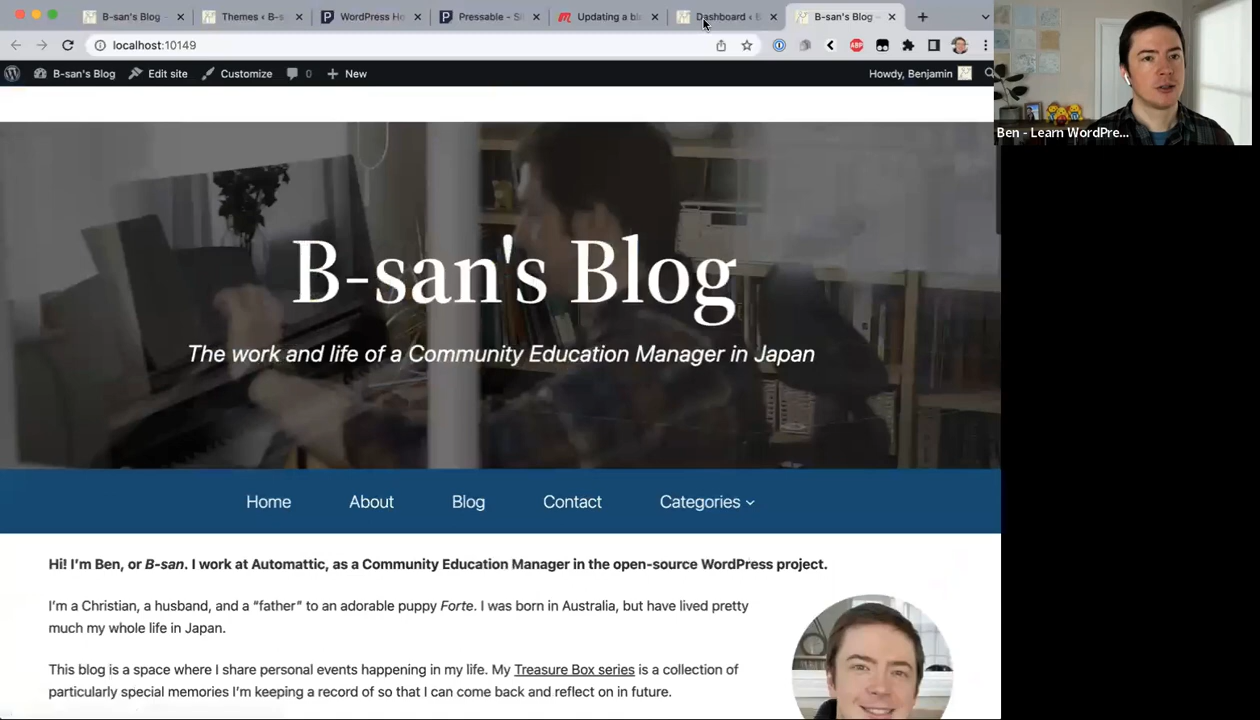 B-san's Blog -
Themes ‹ B-s
WordPress Ho
Pressable - Si
Updating a bl
Dashboard ‹ B
B-san's Blog -
localhost:10149
ABP
B-san's Blog
Edit site
Customize
0
New
Howdy, Benjamin
Ben - Learn WordPre...
B-san's Blog
The work and life of a Community Education Manager in Japan
Home
About
Blog
Contact
Categories
Hi! I'm Ben, or B-san. I work at Automattic, as a Community Education Manager in the open-source WordPress project.
I'm a Christian, a husband, and a “father” to an adorable puppy Forte. I was born in Australia, but have lived pretty
much my whole life in Japan.
This blog is a space where I share personal events happening in my life. My Treasure Box series is a collection of
particularly special memories I'm keeping a record of so that I can come back and reflect on in future.